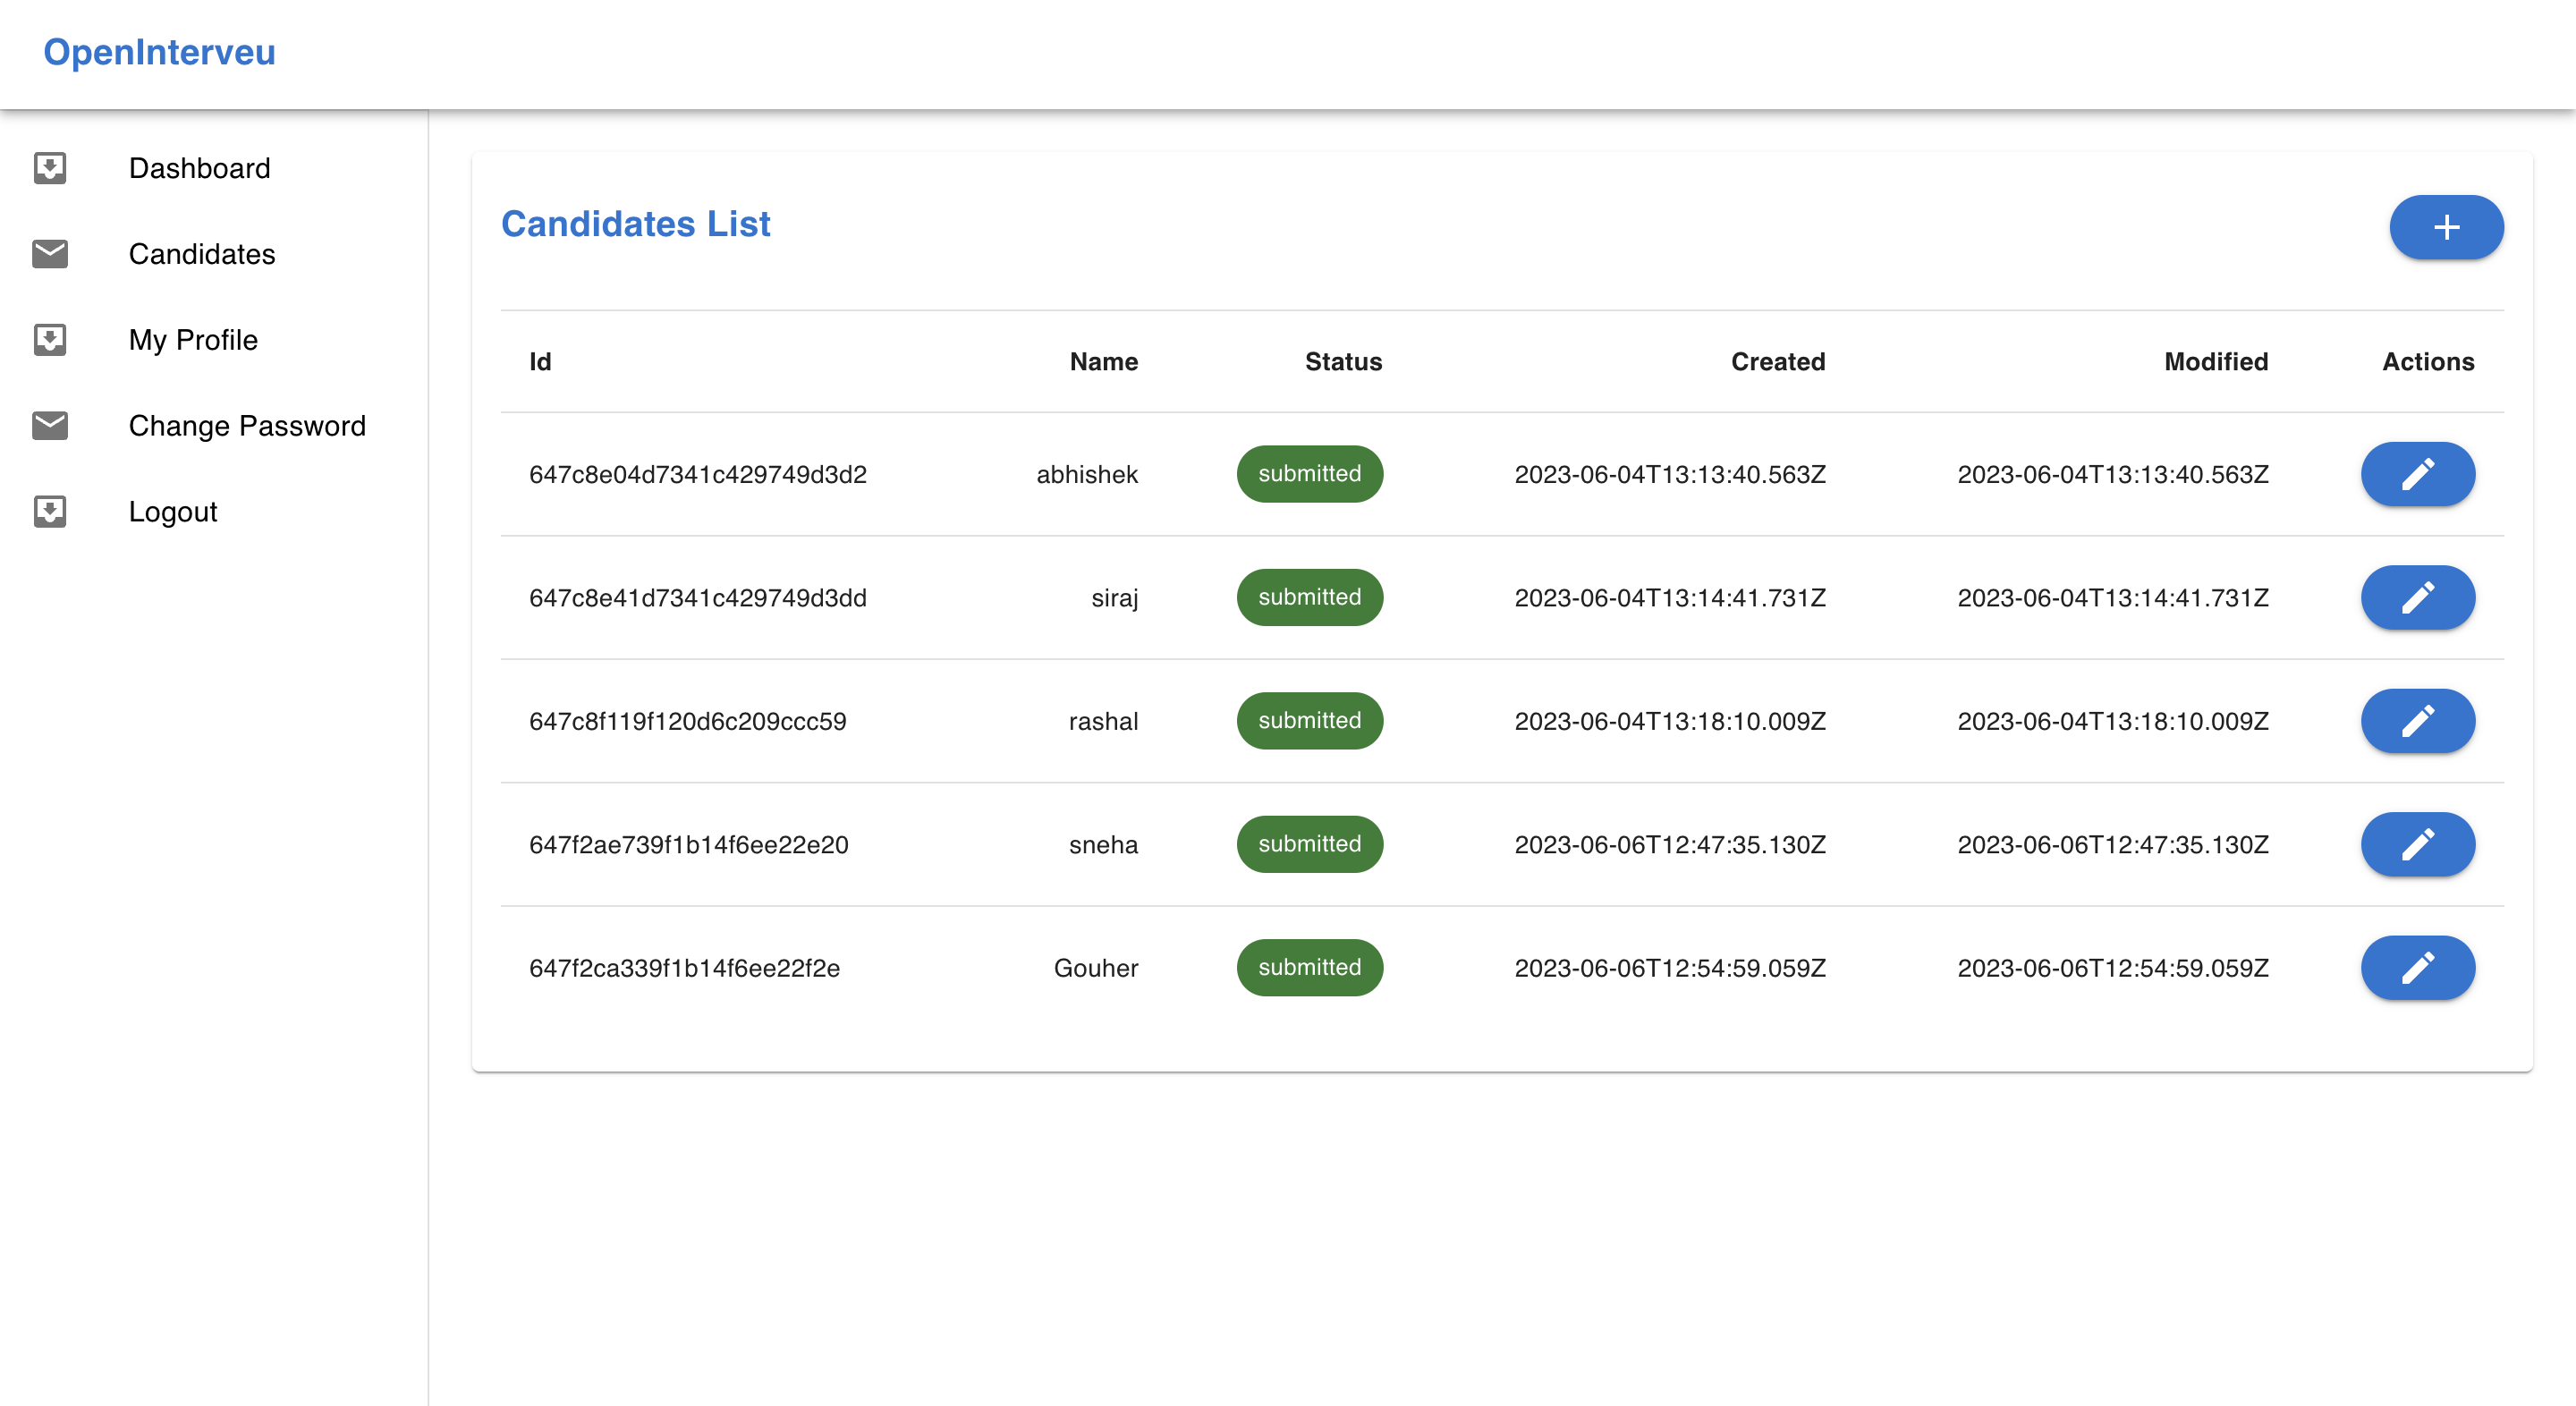 OpenInterveu
Dashboard
Candidates
My Profile
Change Password
Logout
Candidates List
Id Name Status Created Modified Actions
647c8e04d7341c429749d3d2 abhishek submitted 2023-06-04T13:13:40.563Z 2023-06-04T13:13:40.563Z
647c8e41d7341c429749d3dd siraj submitted 2023-06-04T13:14:41.731Z 2023-06-04T13:14:41.731Z
647c8f119f120d6c209ccc59 rashal submitted 2023-06-04T13:18:10.009Z 2023-06-04T13:18:10.009Z
647f2ae739f1b14f6ee22e20 sneha submitted 2023-06-06T12:47:35.130Z 2023-06-06T12:47:35.130Z
647f2ca339f1b14f6ee22f2e Gouher submitted 2023-06-06T12:54:59.059Z 2023-06-06T12:54:59.059Z